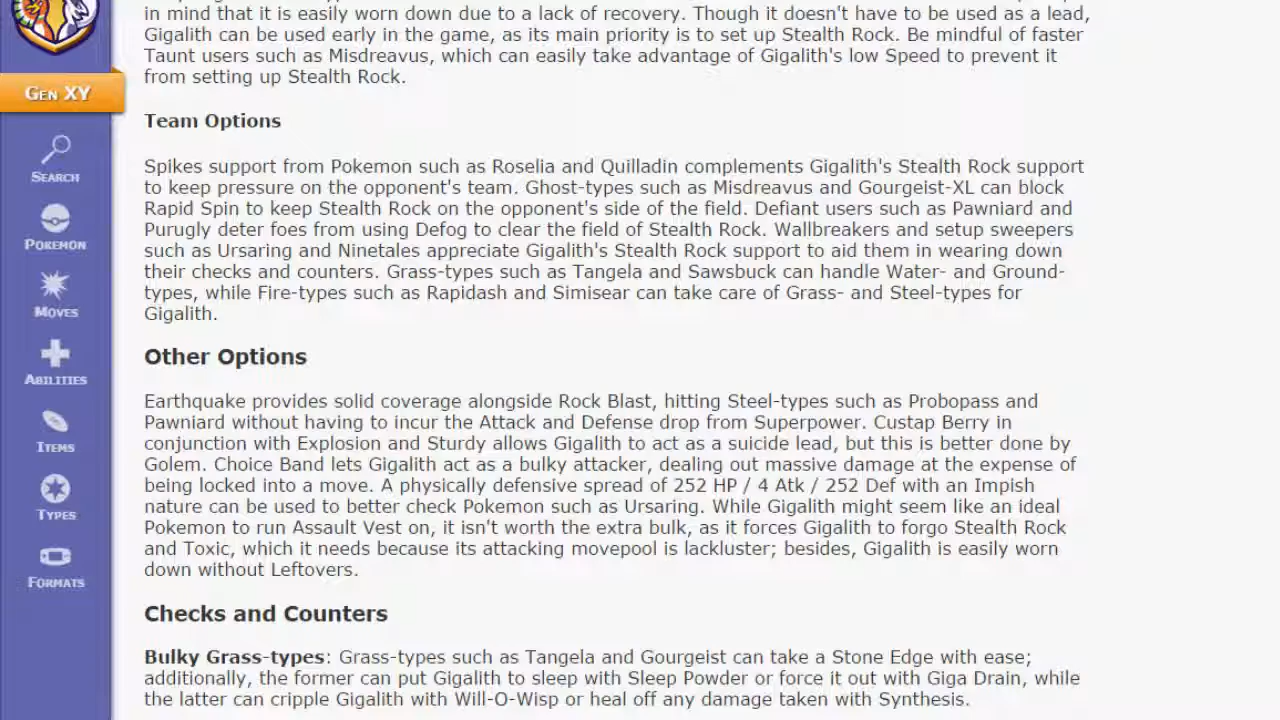 in mind that it is easily worn down due to a lack of recovery. Though it doesn't have to be used as a lead,
Gigalith can be used early in the game, as its main priority is to set up Stealth Rock. Be mindful of faster
Taunt users such as Misdreavus, which can easily take advantage of Gigalith's low Speed to prevent it
from setting up Stealth Rock.
GEN XY
Team Options
SEARCH
Spikes support from Pokemon such as Roselia and Quilladin complements Gigalith's Stealth Rock support
to keep pressure on the opponent's team. Ghost-types such as Misdreavus and Gourgeist-XL can block
Rapid Spin to keep Stealth Rock on the opponent's side of the field. Defiant users such as Pawniard and
Purugly deter foes from using Defog to clear the field of Stealth Rock. Wallbreakers and setup sweepers
such as Ursaring and Ninetales appreciate Gigalith's Stealth Rock support to aid them in wearing down
their checks and counters. Grass-types such as Tangela and Sawsbuck can handle Water- and Ground-
types, while Fire-types such as Rapidash and Simisear can take care of Grass- and Steel-types for
Gigalith.
POKEMON
MOVES
Other Options
ABILITIES
Earthquake provides solid coverage alongside Rock Blast, hitting Steel-types such as Probopass and
Pawniard without having to incur the Attack and Defense drop from Superpower. Custap Berry in
conjunction with Explosion and Sturdy allows Gigalith to act as a suicide lead, but this is better done by
Golem. Choice Band lets Gigalith act as a bulky attacker, dealing out massive damage at the expense of
being locked into a move. A physically defensive spread of 252 HP / 4 Atk / 252 Def with an Impish
nature can be used to better check Pokemon such as Ursaring. While Gigalith might seem like an ideal
Pokemon to run Assault Vest on, it isn't worth the extra bulk, as it forces Gigalith to forgo Stealth Rock
and Toxic, which it needs because its attacking movepool is lackluster; besides, Gigalith is easily worn
down without Leftovers.
ITEMS
TYPES
FORMATS
Checks and Counters
Bulky Grass-types: Grass-types such as Tangela and Gourgeist can take a Stone Edge with ease;
additionally, the former can put Gigalith to sleep with Sleep Powder or force it out with Giga Drain, while
the latter can cripple Gigalith with Will-O-Wisp or heal off any damage taken with Synthesis.